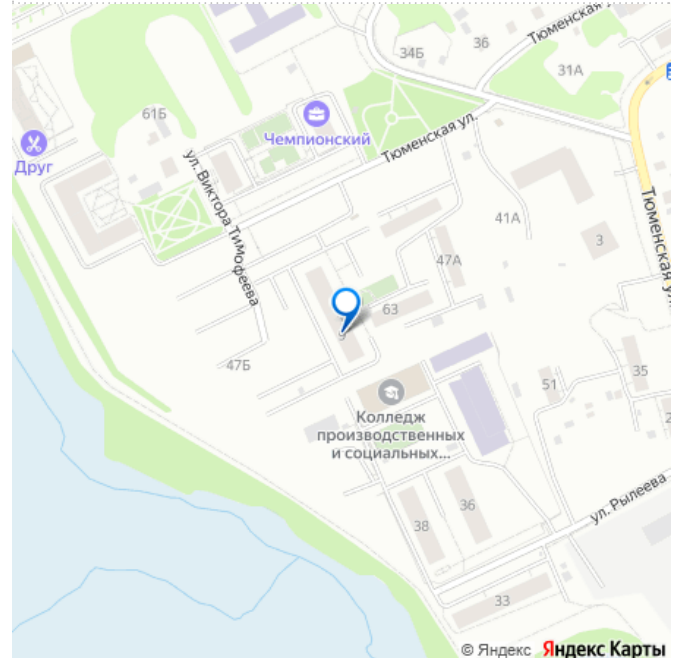 34Б
36
Тюменская
31А
61Б
Чемпионский
Друг
Тюменская ул.
ул. Виктора Тимофеева
41А
3
47А
Тюменская ул.
63
9
47Б
35
51
Колледж
производственных
и социальных...
38
36
ул. Рылеева
33
© Яндекс Яндекс Карты